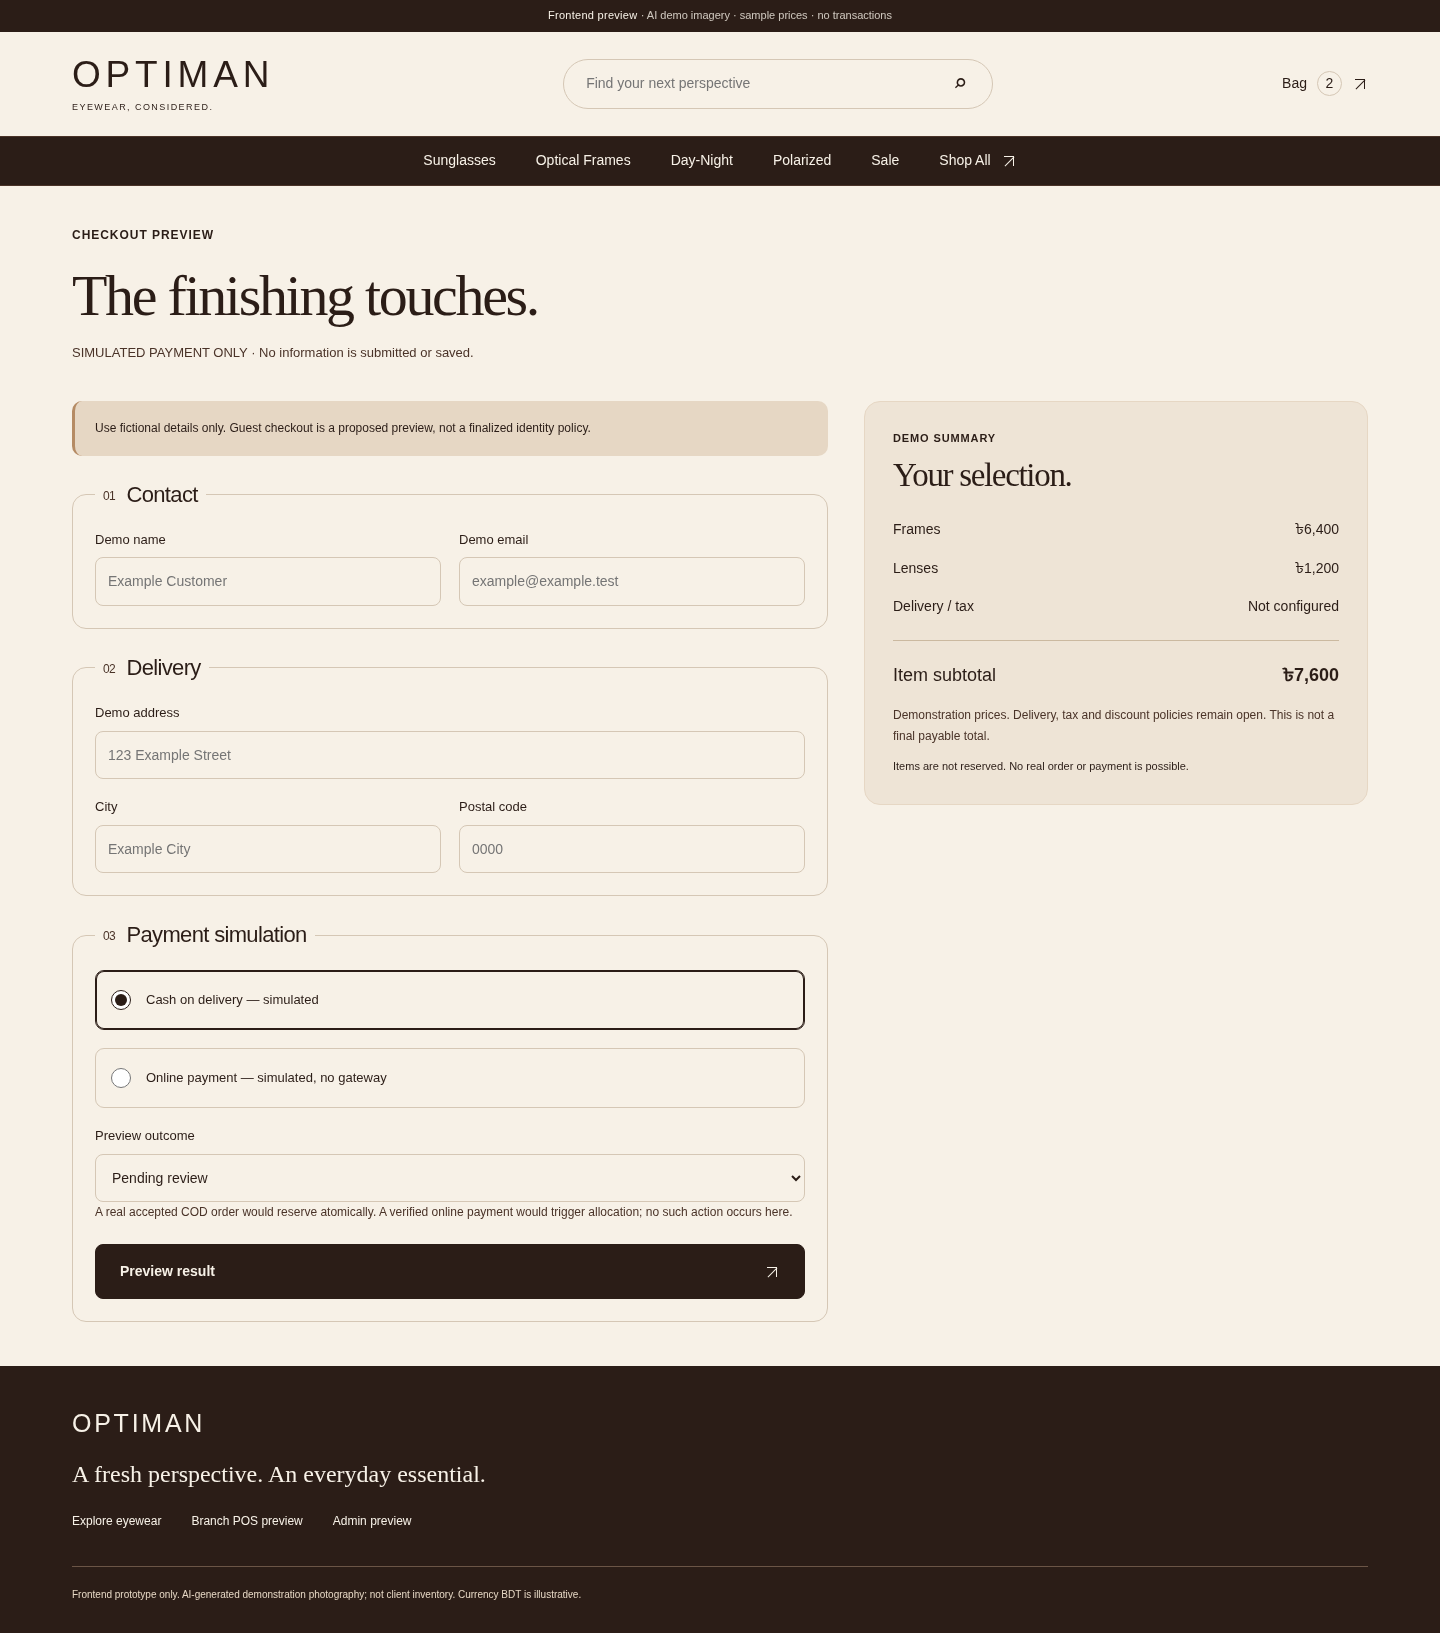 Frontend preview · AI demo imagery · sample prices · no transactions
OPTIMAN
EYEWEAR, CONSIDERED.
Find your next perspective
Bag 2
Sunglasses Optical Frames Day-Night Polarized Sale Shop All
CHECKOUT PREVIEW
The finishing touches.
SIMULATED PAYMENT ONLY · No information is submitted or saved.
Use fictional details only. Guest checkout is a proposed preview, not a finalized identity policy.
01 Contact
Demo name Demo email
Example Customer example@example.test
02 Delivery
Demo address
123 Example Street
City Postal code
Example City 0000
03 Payment simulation
Cash on delivery — simulated
Online payment — simulated, no gateway
Preview outcome
Pending review
A real accepted COD order would reserve atomically. A verified online payment would trigger allocation; no such action occurs here.
Preview result
DEMO SUMMARY
Your selection.
Frames ৳6,400
Lenses ৳1,200
Delivery / tax Not configured
Item subtotal ৳7,600
Demonstration prices. Delivery, tax and discount policies remain open. This is not a
final payable total.
Items are not reserved. No real order or payment is possible.
OPTIMAN
A fresh perspective. An everyday essential.
Explore eyewear Branch POS preview Admin preview
Frontend prototype only. AI-generated demonstration photography; not client inventory. Currency BDT is illustrative.